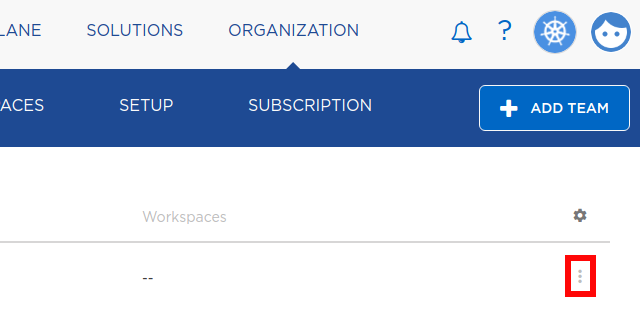 LANE SOLUTIONS ORGANIZATION ?
ACES SETUP SUBSCRIPTION ADD TEAM
Workspaces
--